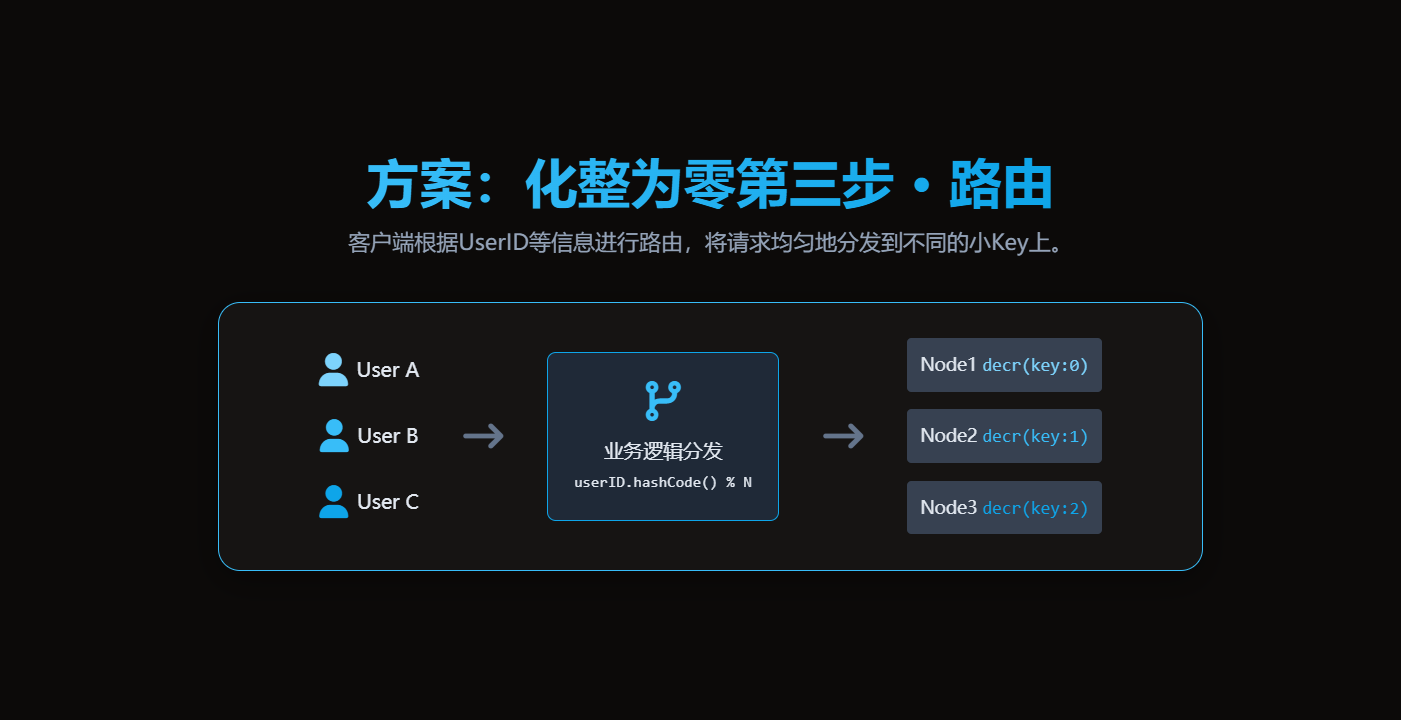 方案：化整为零第三步 · 路由
客户端根据UserID等信息进行路由，将请求均匀地分发到不同的小Key上。
User A
User B
User C
业务逻辑分发
userID.hashCode() % N
Node1 decr(key:0)
Node2 decr(key:1)
Node3 decr(key:2)